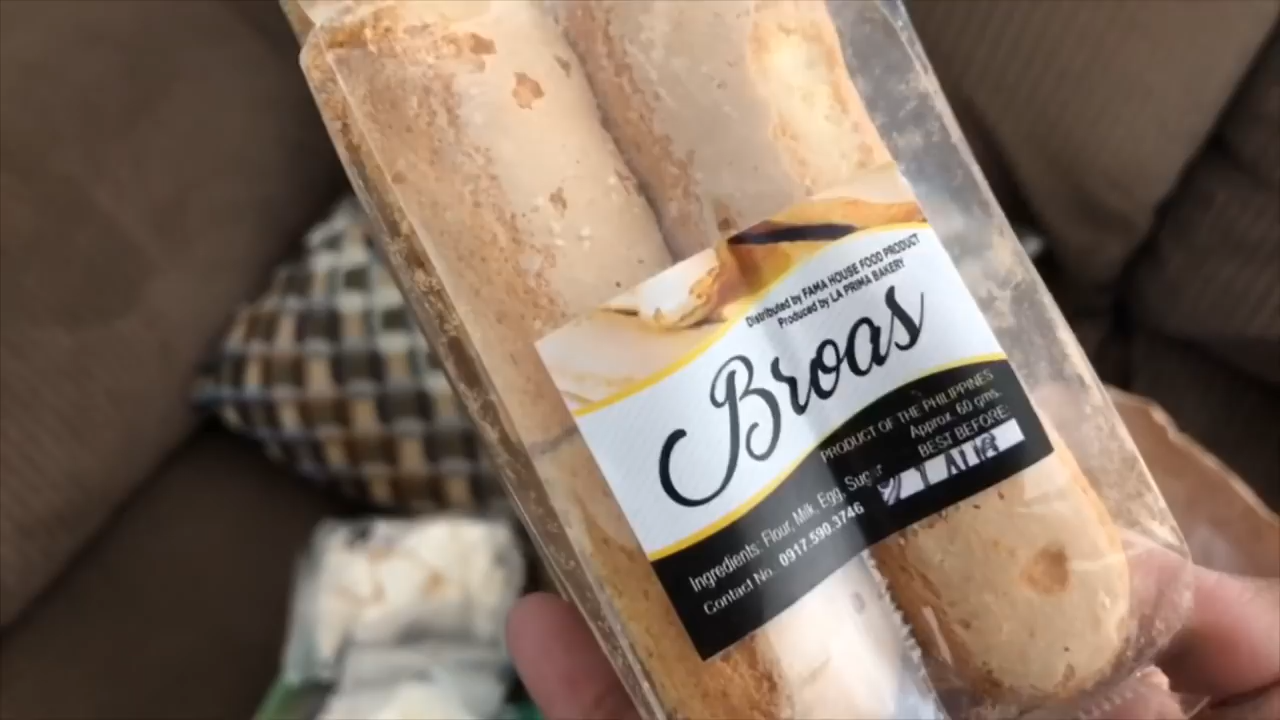 Distributed by FAMA HOUSE FOOD PRODUCT
Produced by LA PRIMA BAKERY
Broas
PRODUCT OF THE PHILIPPINES
Approx. 60 gms.
BEST BEFORE:
Ingredients: Flour, Milk, Egg, Sugar
Contact No. 0917.590.3746